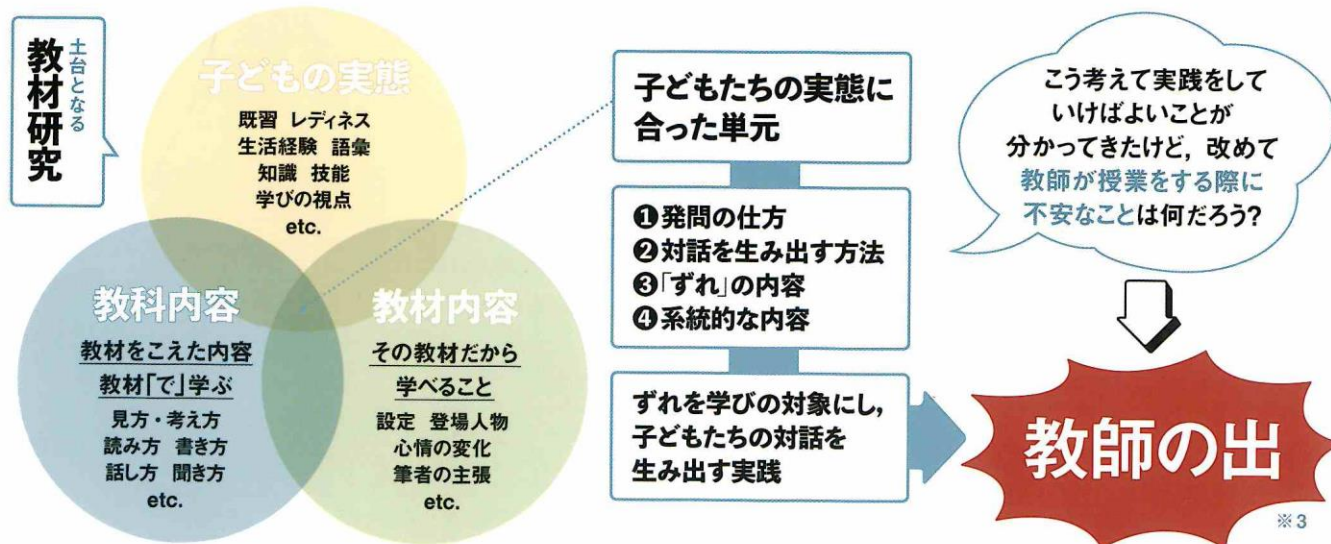 土台となる
教材研究
子どもの実態
既習 レディネス
生活経験 語彙
知識 技能
学びの視点
etc.
教科内容
教材をこえた内容
教材「で」学ぶ
見方・考え方
読み方 書き方
話し方 聞き方
etc.
教材内容
その教材だから
学べること
設定 登場人物
心情の変化
筆者の主張
etc.
子どもたちの実態に
合った単元
❶発問の仕方
❷対話を生み出す方法
❸「ずれ」の内容
❹系統的な内容
ずれを学びの対象にし,
子どもたちの対話を
生み出す実践
こう考えて実践をして
いけばよいことが
分かってきたけど, 改めて
教師が授業をする際に
不安なことは何だろう?
教師の出
※3